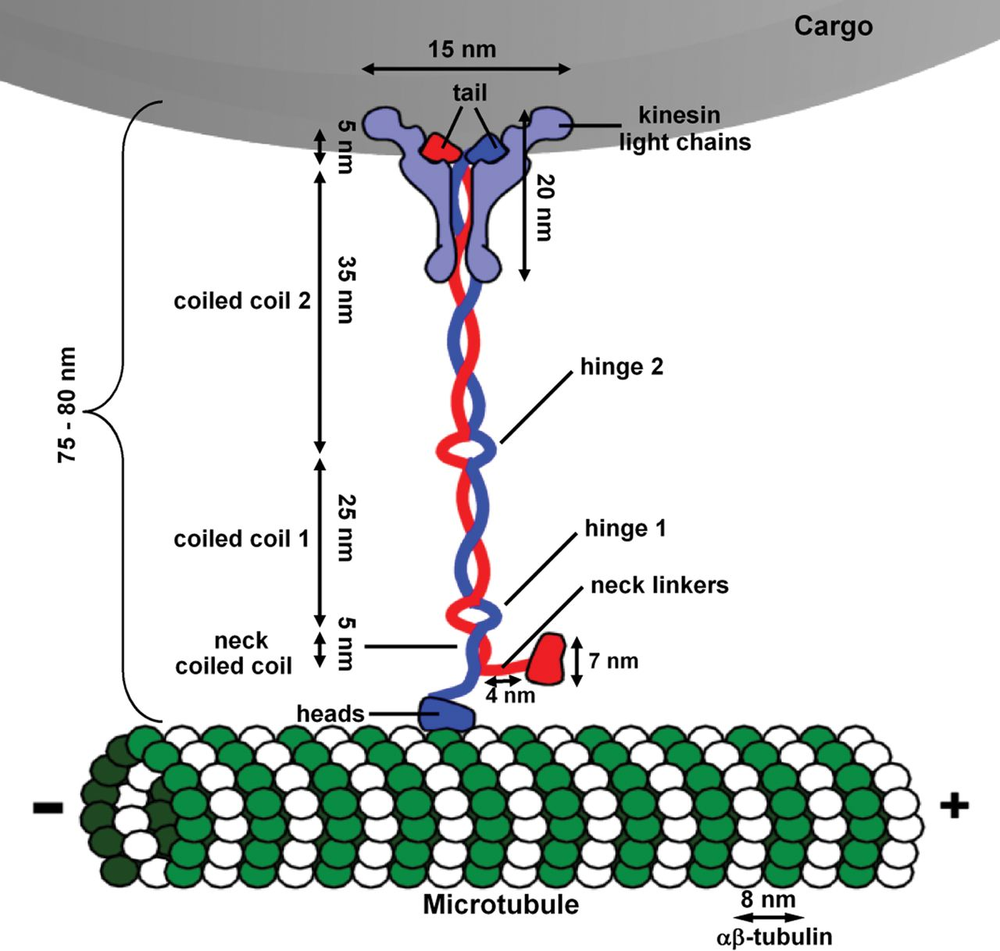 Cargo
15 nm
tail
kinesin
light chains
5 nm
20 nm
35 nm
coiled coil 2
hinge 2
75 - 80 nm
25 nm
coiled coil 1
hinge 1
neck linkers
5 nm
neck
coiled coil
7 nm
4 nm
heads
-
+
Microtubule
8 nm
αβ-tubulin